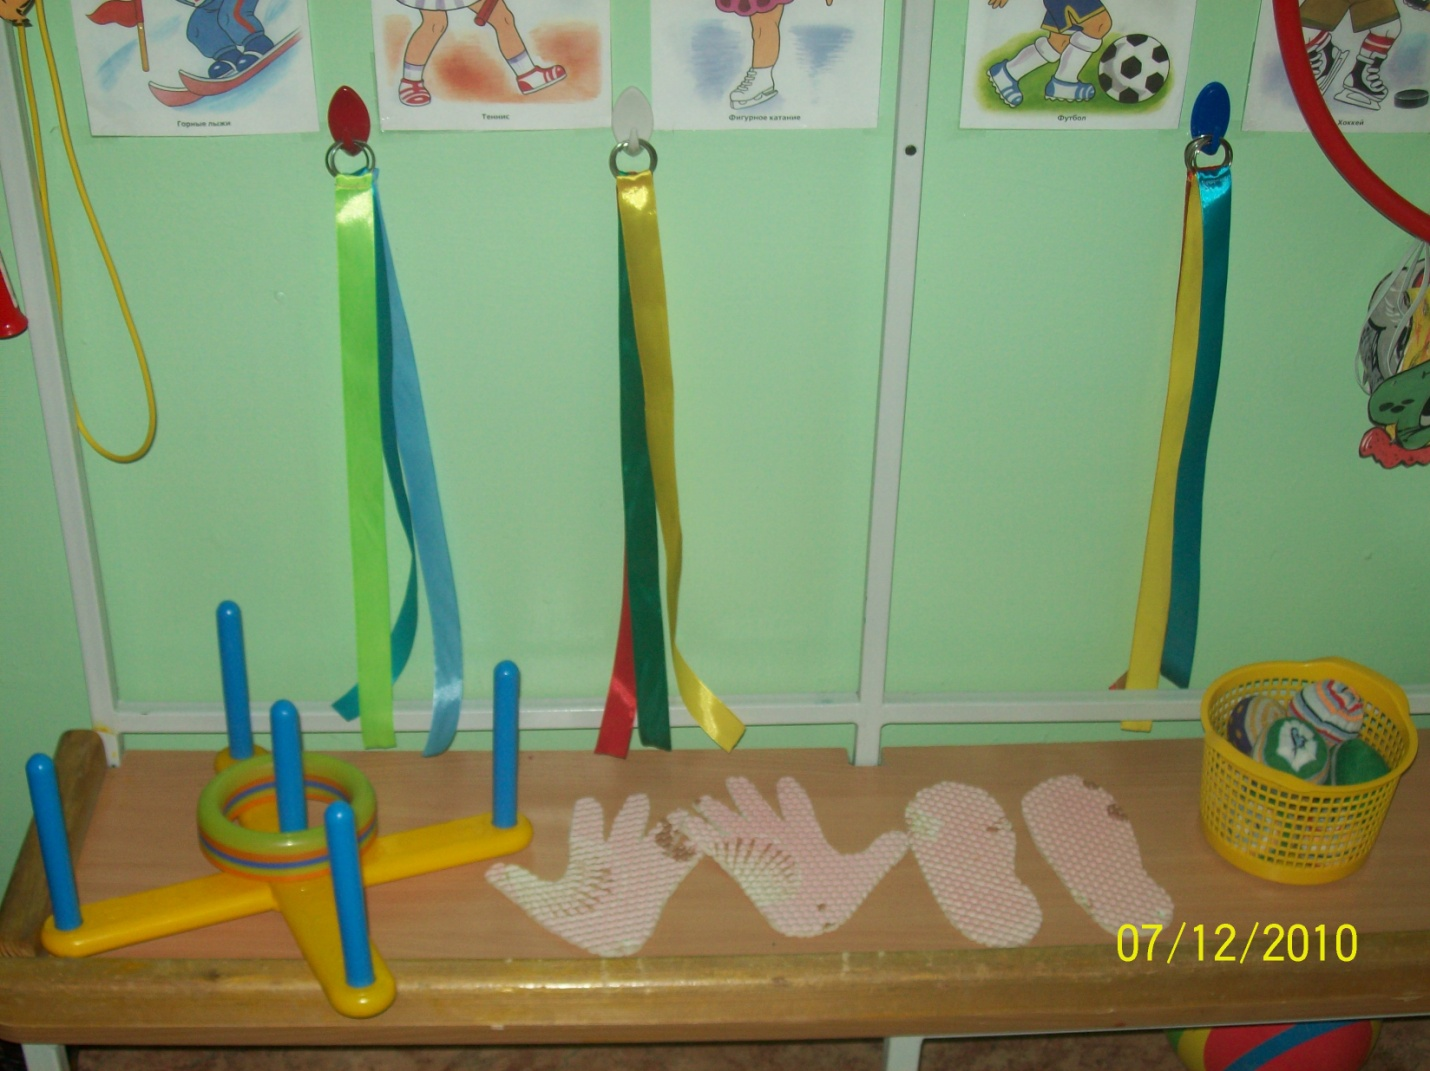 Горные лыжи
Теннис
Фигурное катание
Футбол
Хоккей
07/12/2010